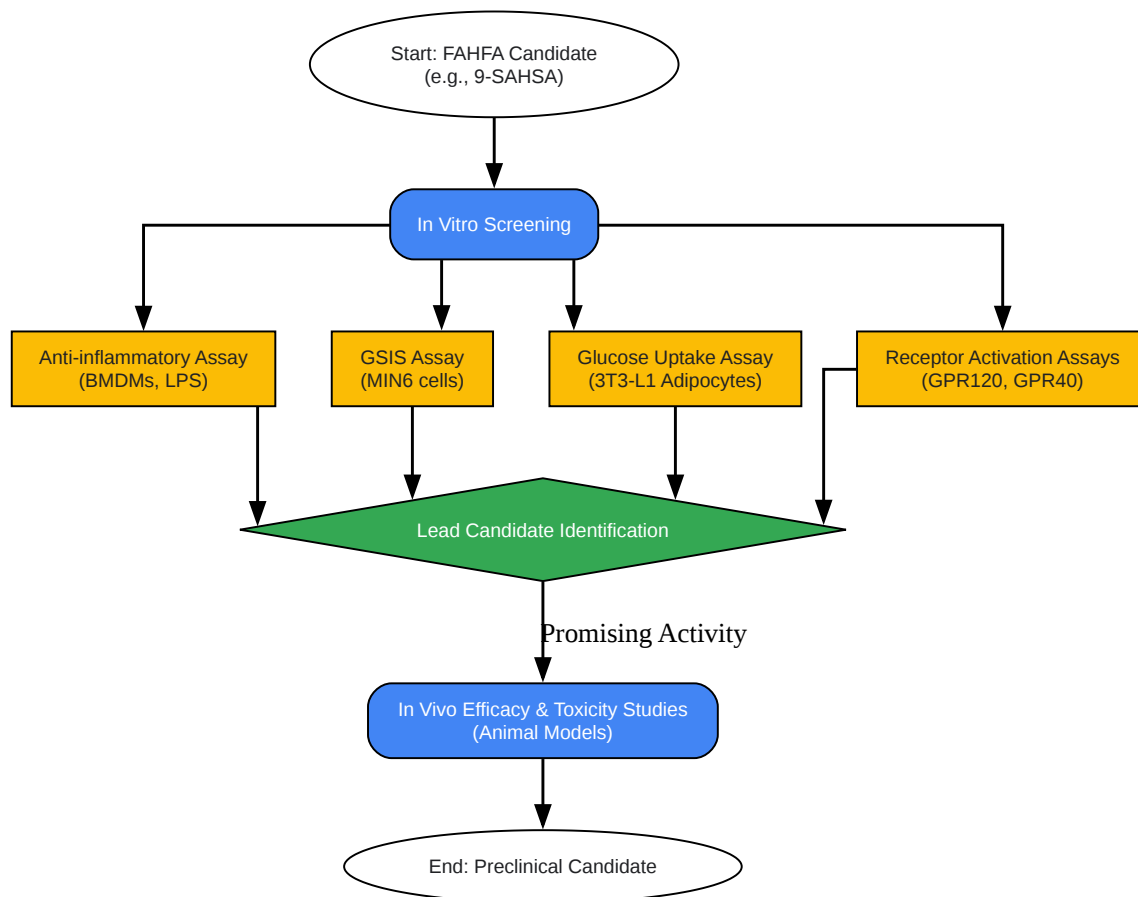 Start: FAHFA Candidate
(e.g., 9-SAHSA)
In Vitro Screening
Anti-inflammatory Assay
(BMDMs, LPS)
GSIS Assay
(MIN6 cells)
Glucose Uptake Assay
(3T3-L1 Adipocytes)
Receptor Activation Assays
(GPR120, GPR40)
Lead Candidate Identification
Promising Activity
In Vivo Efficacy & Toxicity Studies
(Animal Models)
End: Preclinical Candidate